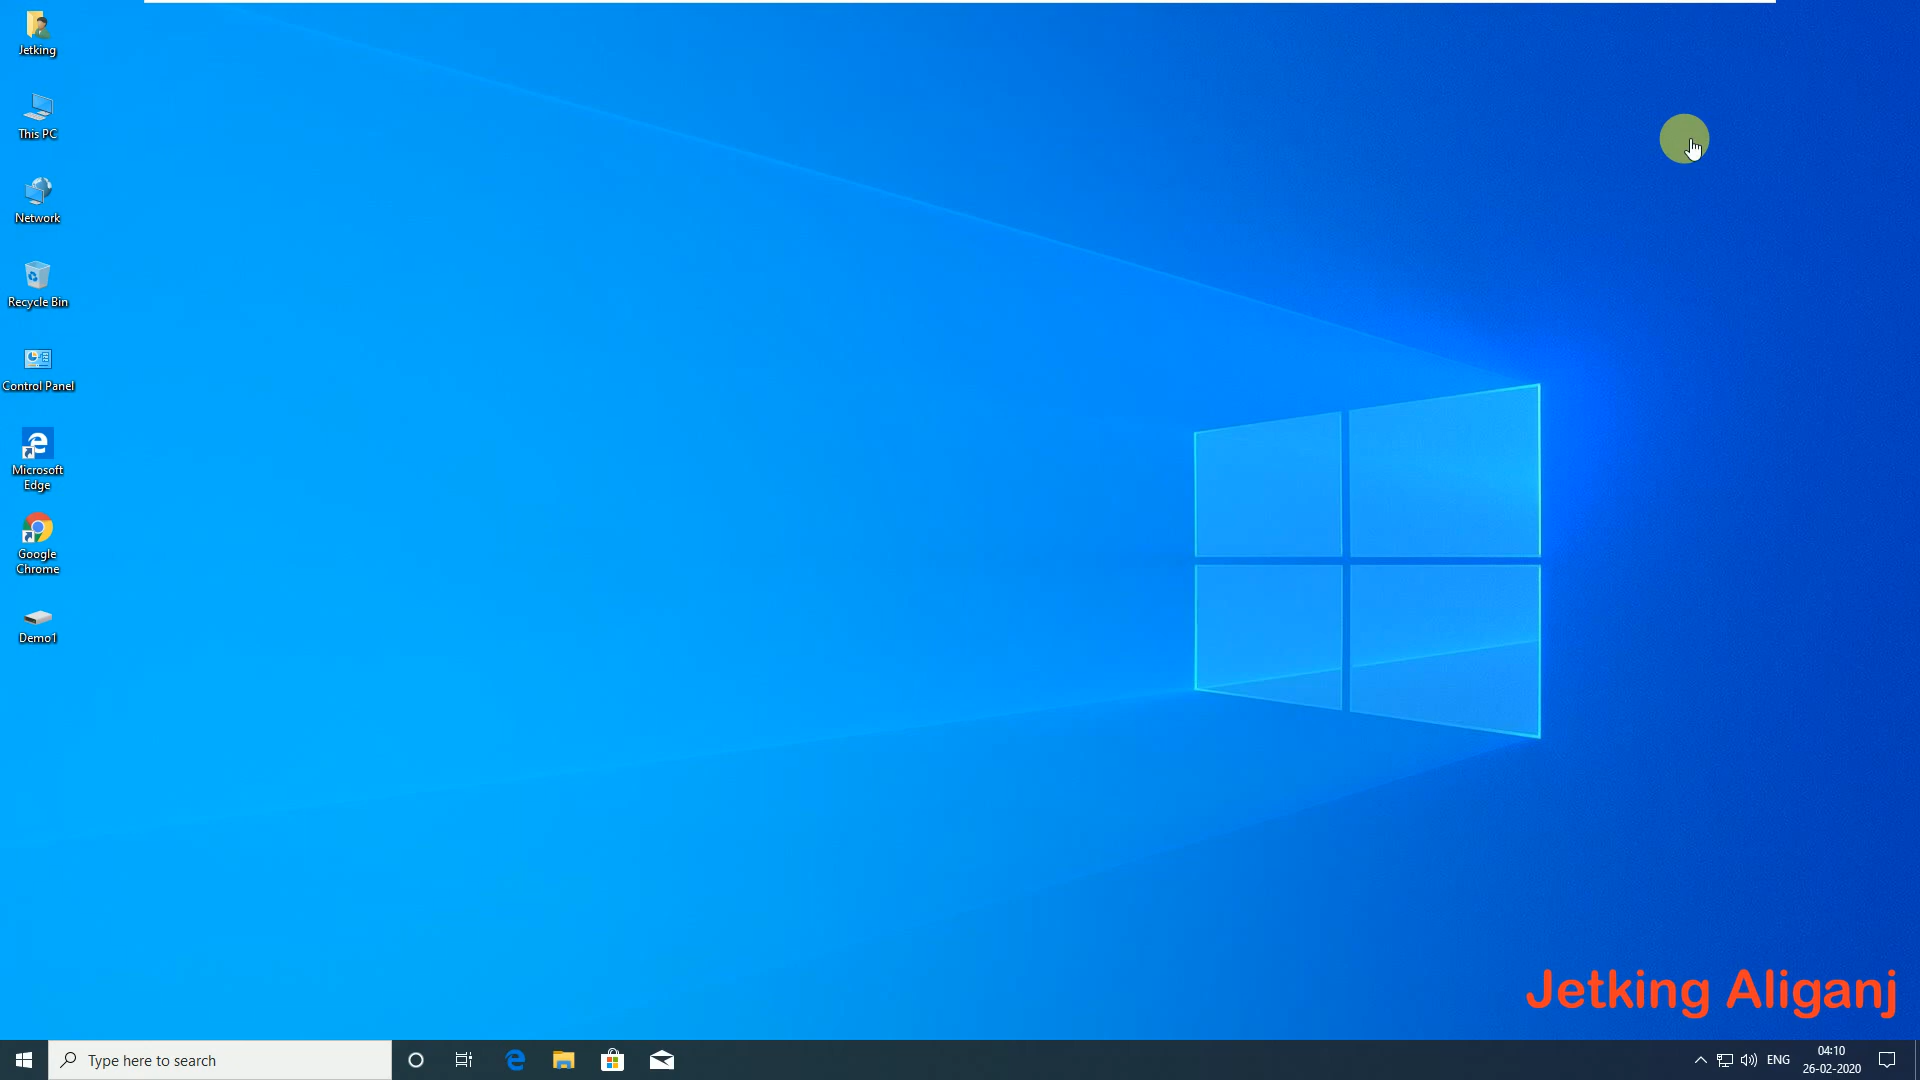 Jetking
This PC
Network
Recycle Bin
Control Panel
Microsoft
Edge
Google
Chrome
Demo1
Jetking Aliganj
Type here to search
ENG
04:10
26-02-2020